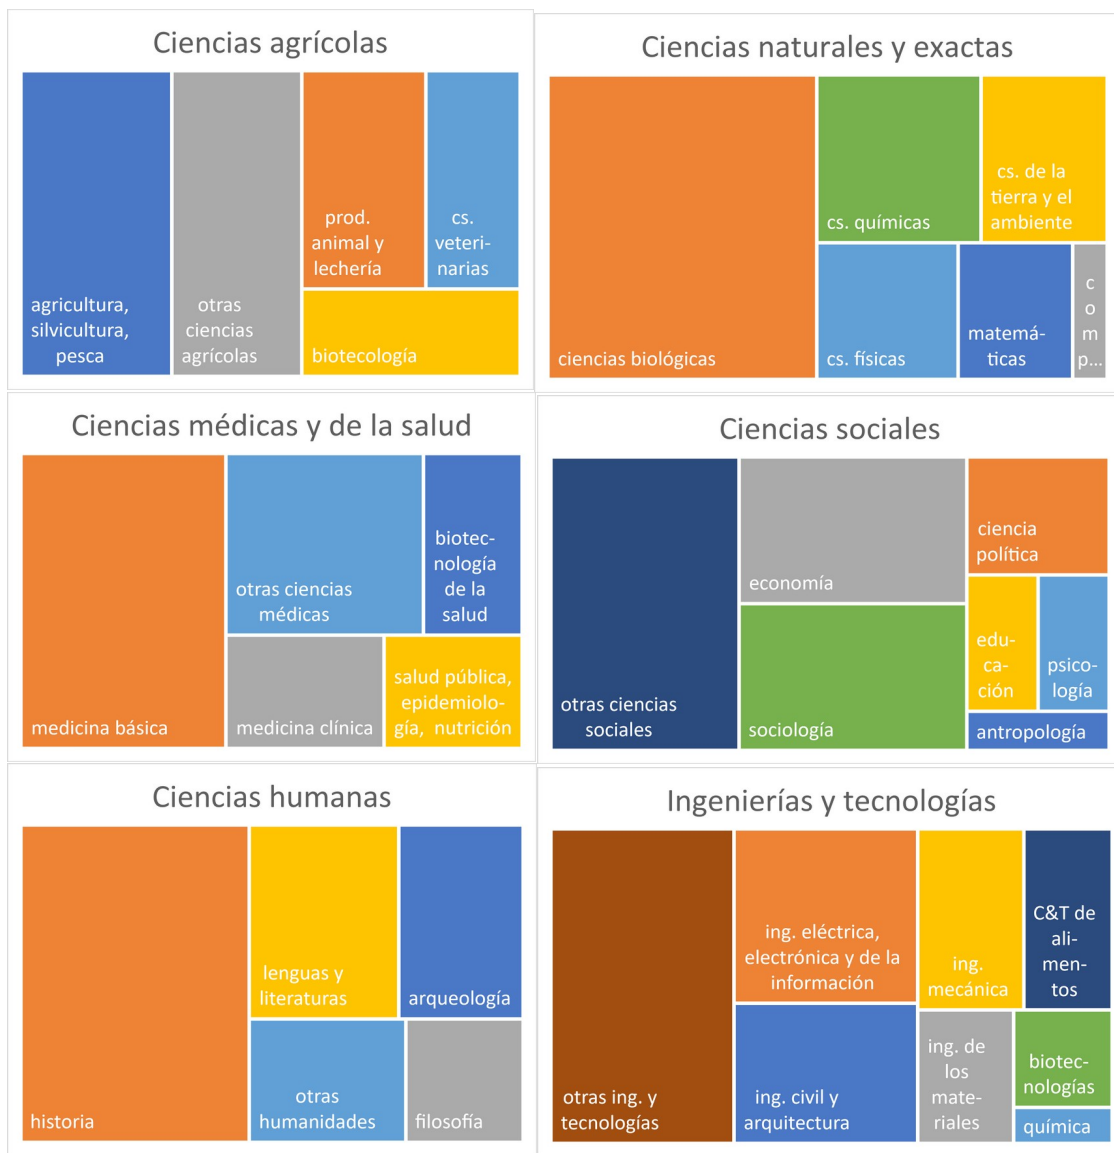 Ciencias agrícolas
agricultura,
silvicultura,
pesca
otras
ciencias
agrícolas
prod.
animal y
lechería
cs.
veteri-
narias
biotecología
Ciencias naturales y exactas
ciencias biológicas
cs. químicas
cs. de la
tierra y el
ambiente
cs. físicas
matemá-
ticas
c
o
m
p...
Ciencias médicas y de la salud
medicina básica
otras ciencias
médicas
biotec-
nología
de la
salud
medicina clínica
salud pública,
epidemiolo-
gía, nutrición
Ciencias sociales
otras ciencias
sociales
economía
sociología
ciencia
política
edu-
ca-
ción
psico-
logía
antropología
Ciencias humanas
historia
lenguas y
literaturas
arqueología
otras
humanidades
filosofía
Ingenierías y tecnologías
otras ing. y
tecnologías
ing. eléctrica,
electrónica y de la
información
ing. civil y
arquitectura
ing.
mecánica
C&T de
ali-
men-
tos
ing. de
los
mate-
riales
biotec-
nologías
química